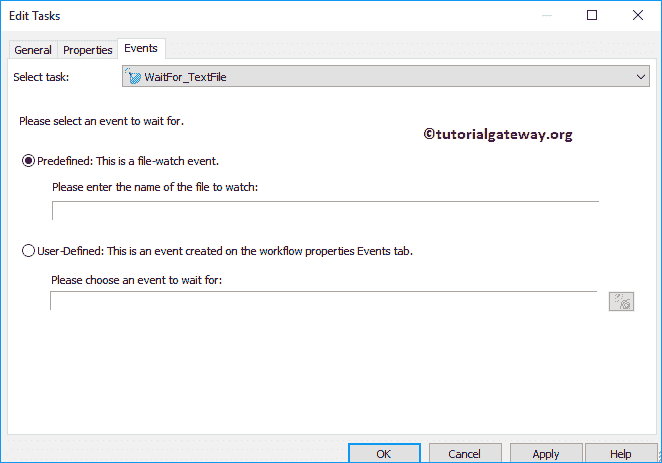 Edit Tasks
General Properties Events
Select task: WaitFor_TextFile
Please select an event to wait for.
©tutorialgateway.org
Predefined: This is a file-watch event.
Please enter the name of the file to watch:
User-Defined: This is an event created on the workflow properties Events tab.
Please choose an event to wait for:
OK Cancel Apply Help